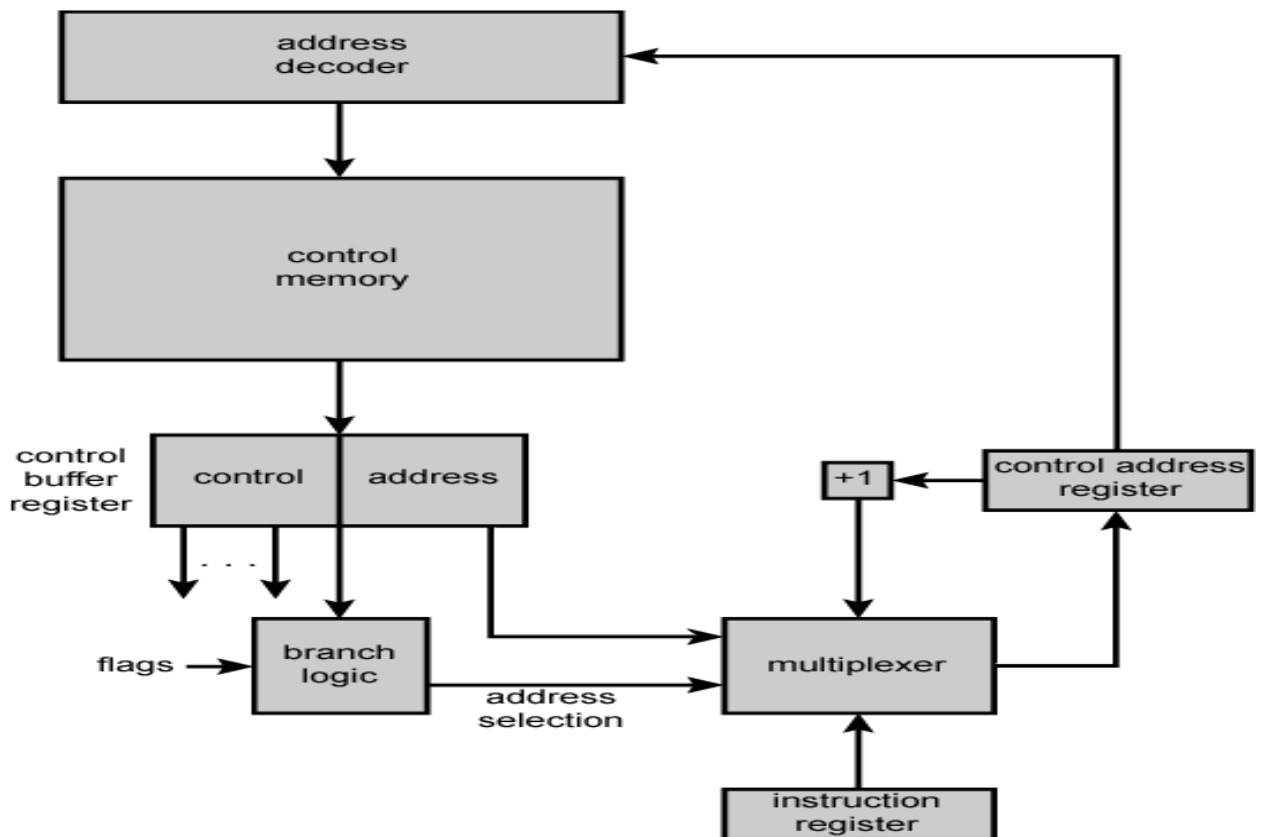 address
decoder
control
memory
control
buffer
register
control
address
+1
control address
register
. . .
flags
branch
logic
address
selection
multiplexer
instruction
register